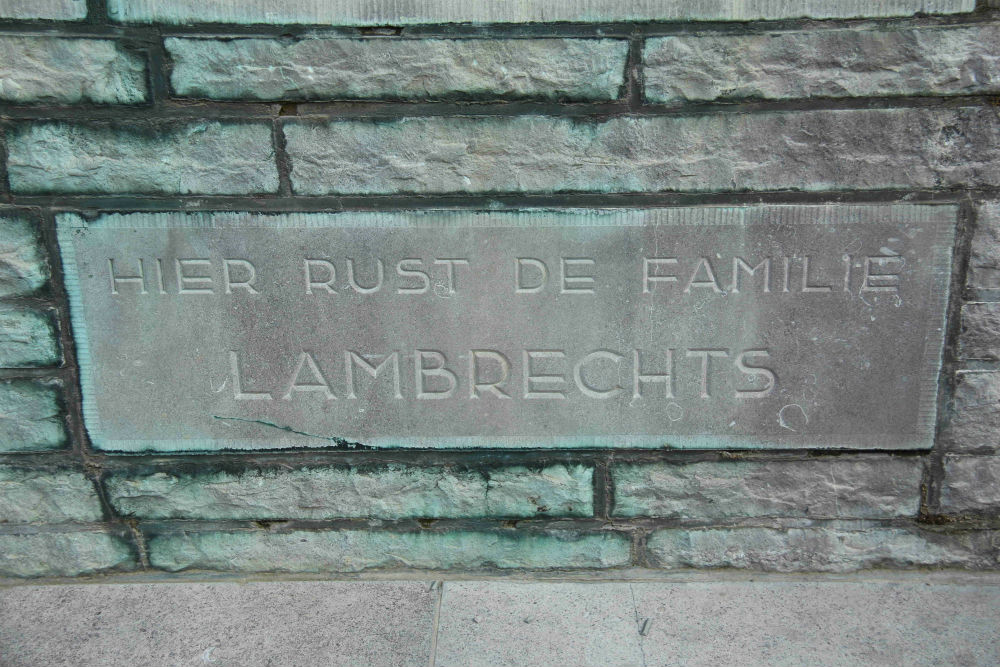 HIER RUST DE FAMILIE
LAMBRECHTS